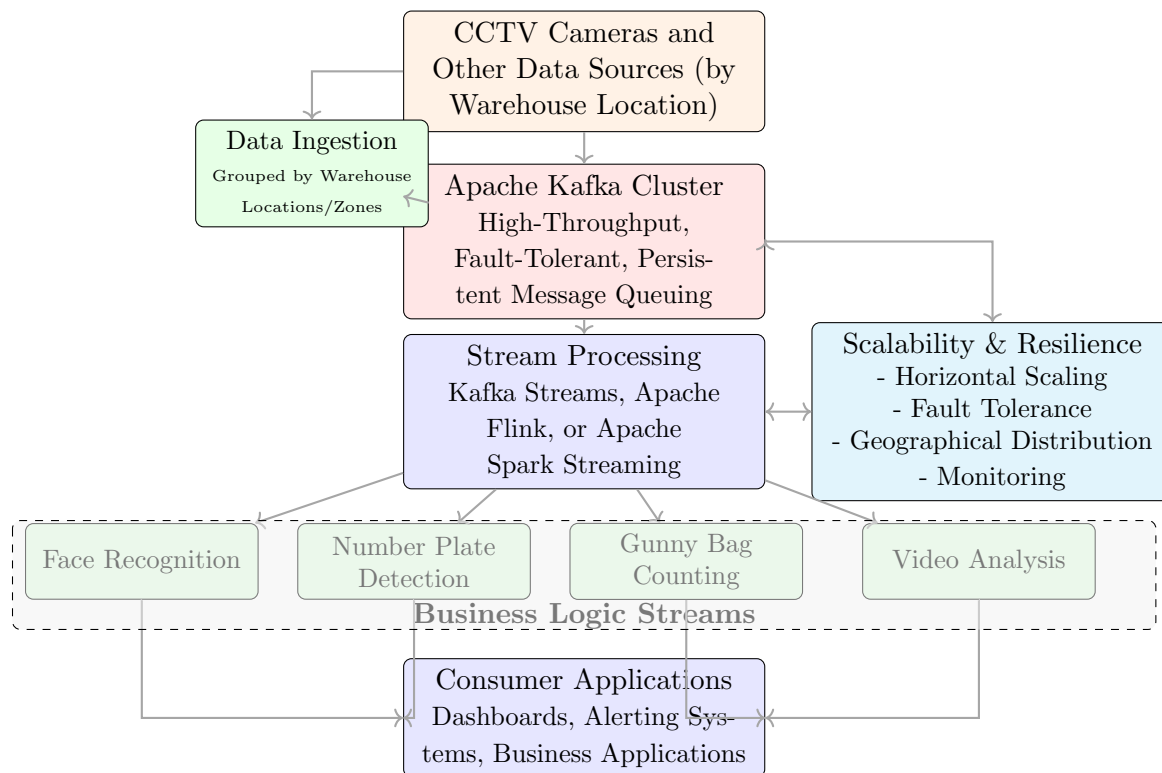 CCTV Cameras and
Other Data Sources (by
Warehouse Location)
Data Ingestion
Grouped by Warehouse
Locations/Zones
Apache Kafka Cluster
High-Throughput,
Fault-Tolerant, Persis-
tent Message Queuing
Stream Processing
Kafka Streams, Apache
Flink, or Apache
Spark Streaming
Scalability & Resilience
- Horizontal Scaling
- Fault Tolerance
- Geographical Distribution
- Monitoring
Face Recognition
Number Plate
Detection
Gunny Bag
Counting
Video Analysis
Business Logic Streams
Consumer Applications
Dashboards, Alerting Sys-
tems, Business Applications